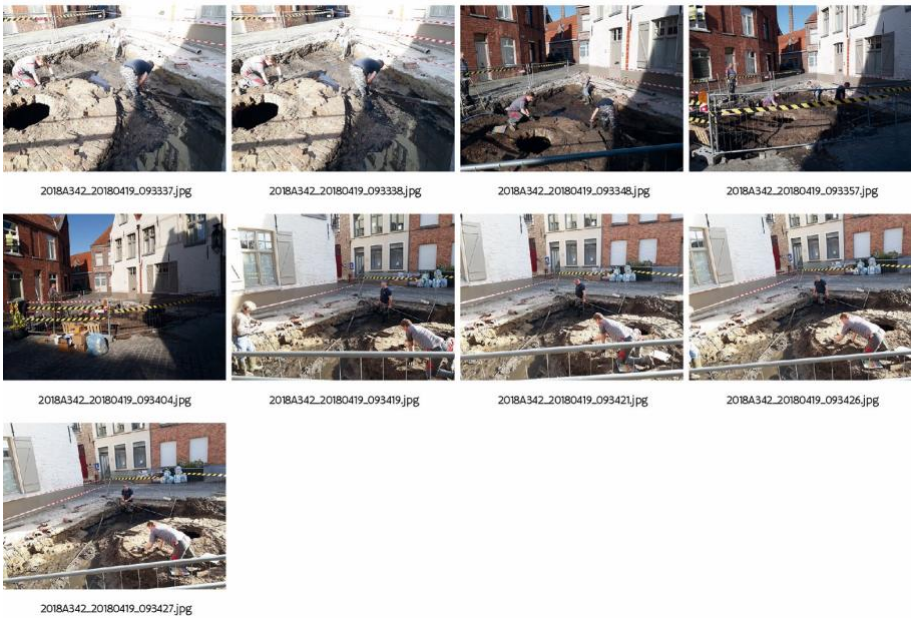 2018A342_20180419_093337.jpg
2018A342_20180419_093338.jpg
2018A342_20180419_093348.jpg
2018A342_20180419_093357.jpg
2018A342_20180419_093404.jpg
2018A342_20180419_093419.jpg
2018A342_20180419_093421.jpg
2018A342_20180419_093426.jpg
2018A342_20180419_093427.jpg